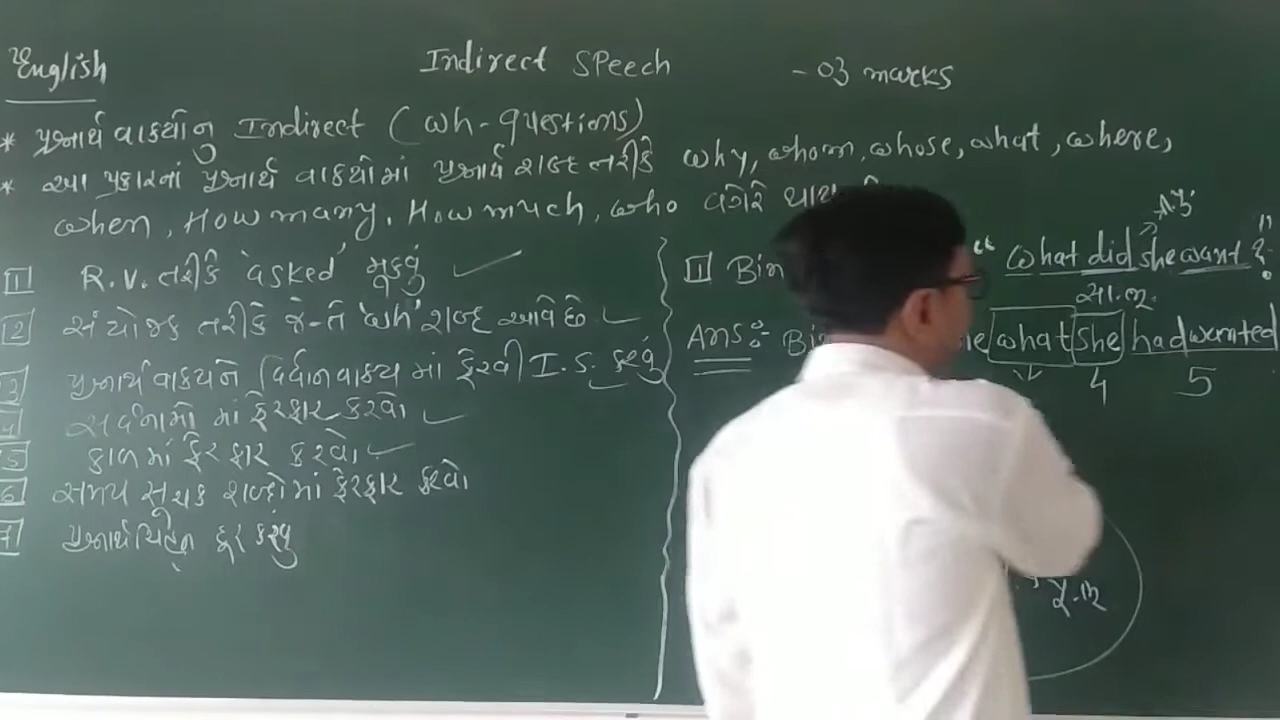 English
Indirect Speech - 03 marks
* પ્રશ્નાર્થ વાક્યોનુ Indirect (wh-questions)
* આ પ્રકારનાં પ્રશ્નાર્થ વાક્યોમાં પ્રશ્નાર્થ શબ્દ તરીકે why, whom, whose, what, where,
when, How many, How much, who વગેરે
1 R.V. તરીકે 'asked' મૂકવું
2 સંયોજક તરીકે જે-તે 'wh' શબ્દ આવે છે
3 પ્રશ્નાર્થવાક્યને વિધાનવાક્ય માં ફેરવી I.S. કરવું
4 સર્વનામો માં ફેરફાર કરવો
5 કાળમાં ફેરફાર કરવો
6 સમય સૂચક શબ્દોમાં ફેરફાર કરવો
7 પ્રશ્નાર્થચિહ્ન દૂર કરવું
1 what did she want ?"
સા.ભૂ.
Ans:- what she had wanted
4 5
પૂ.ભૂ